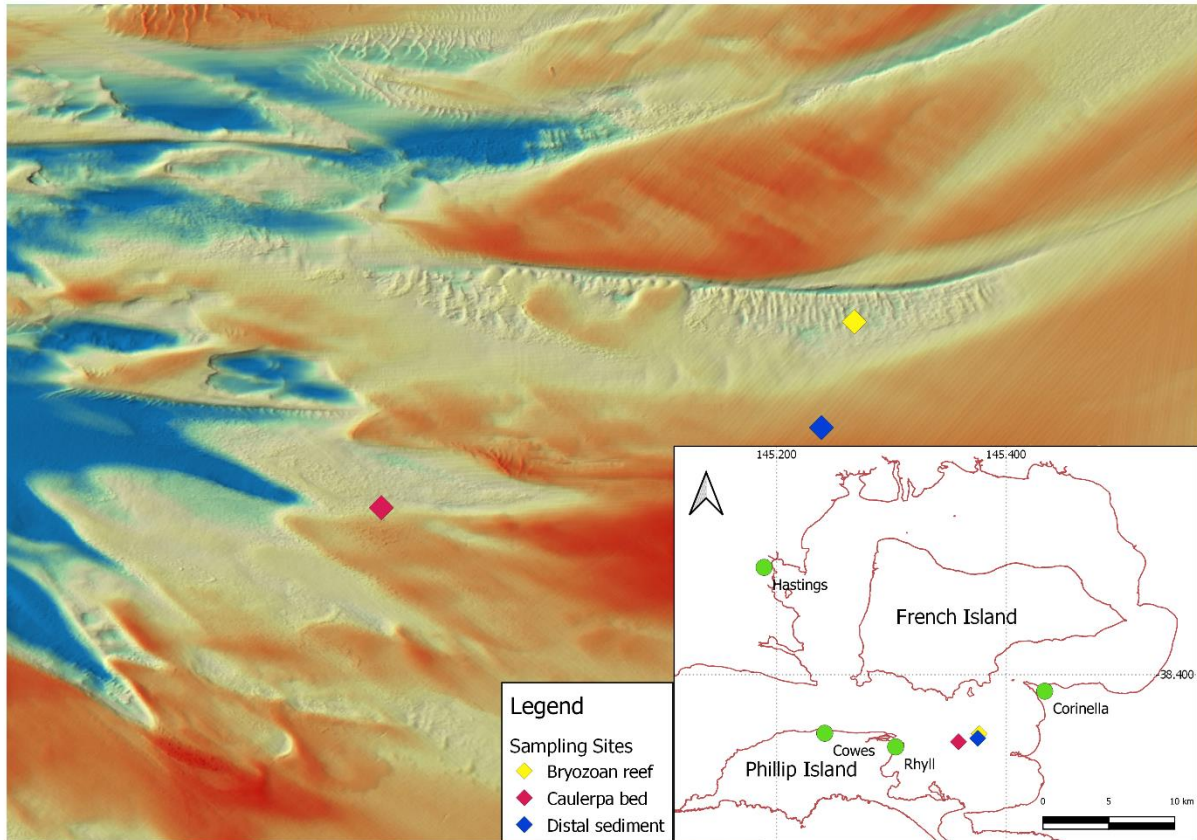 Legend
Sampling Sites
Bryozoan reef
Caulerpa bed
Distal sediment
145.200 145.400
Hastings
French Island
-38.400
Corinella
Cowes
Rhyll
Phillip Island
0 5 10 km